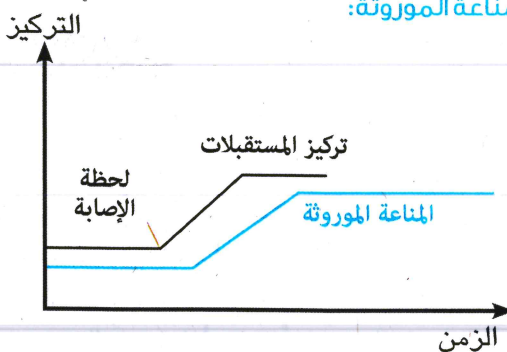 المناعة الموروثة:
التركيز
تركيز المستقبلات
لحظة
الإصابة
المناعة الموروثة
الزمن